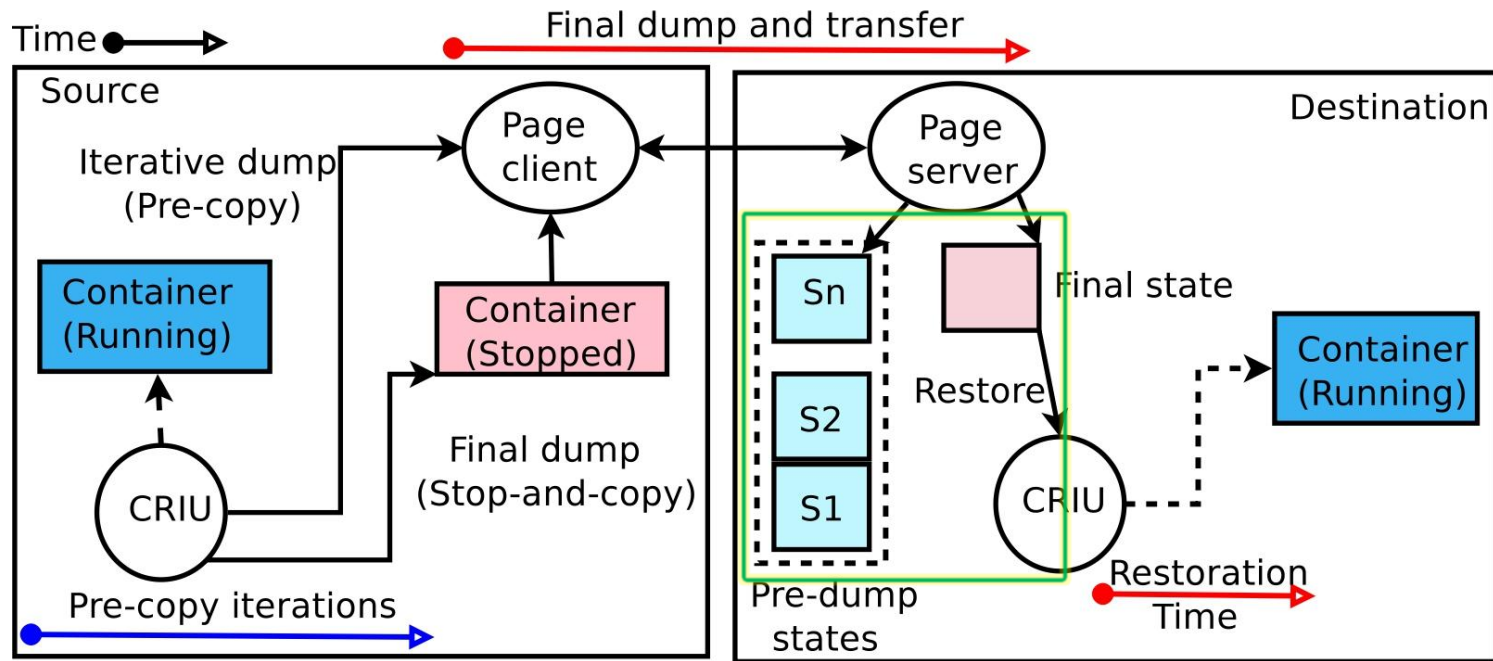 Time
Final dump and transfer
Source
Destination
Page
client
Page
server
Iterative dump
(Pre-copy)
Container
(Running)
Container
(Stopped)
Sn
Final state
Container
(Running)
Restore
S2
Final dump
(Stop-and-copy)
CRIU
S1
CRIU
Pre-copy iterations
Pre-dump
states
Restoration
Time